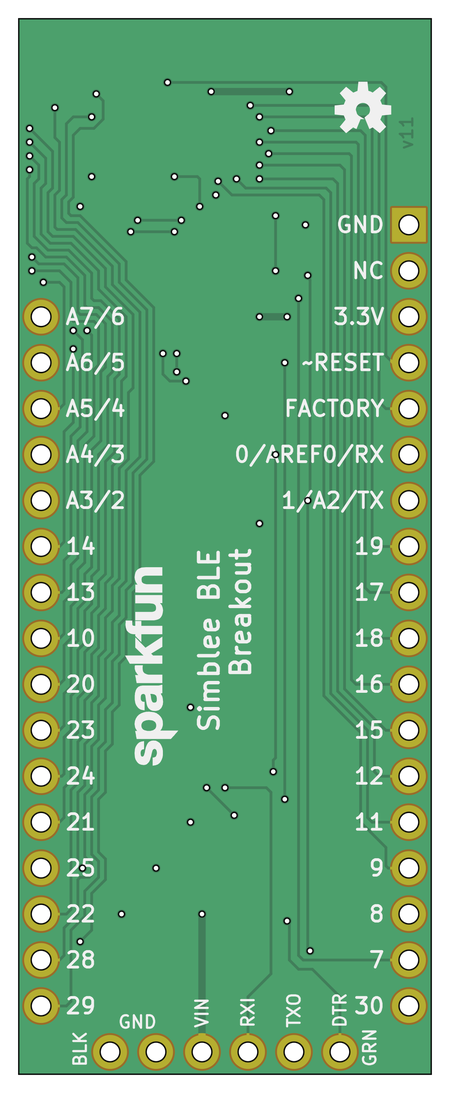 v11
GND
NC
A7/6
3.3V
A6/5
~RESET
A5/4
FACTORY
A4/3
0/AREF0/RX
A3/2
1/A2/TX
14
19
13
17
10
18
20
16
23
15
24
12
21
11
25
9
22
8
28
7
29
30
sparkfun
Simblee BLE
Breakout
BLK
GND
VIN
RXI
TXO
DTR
GRN